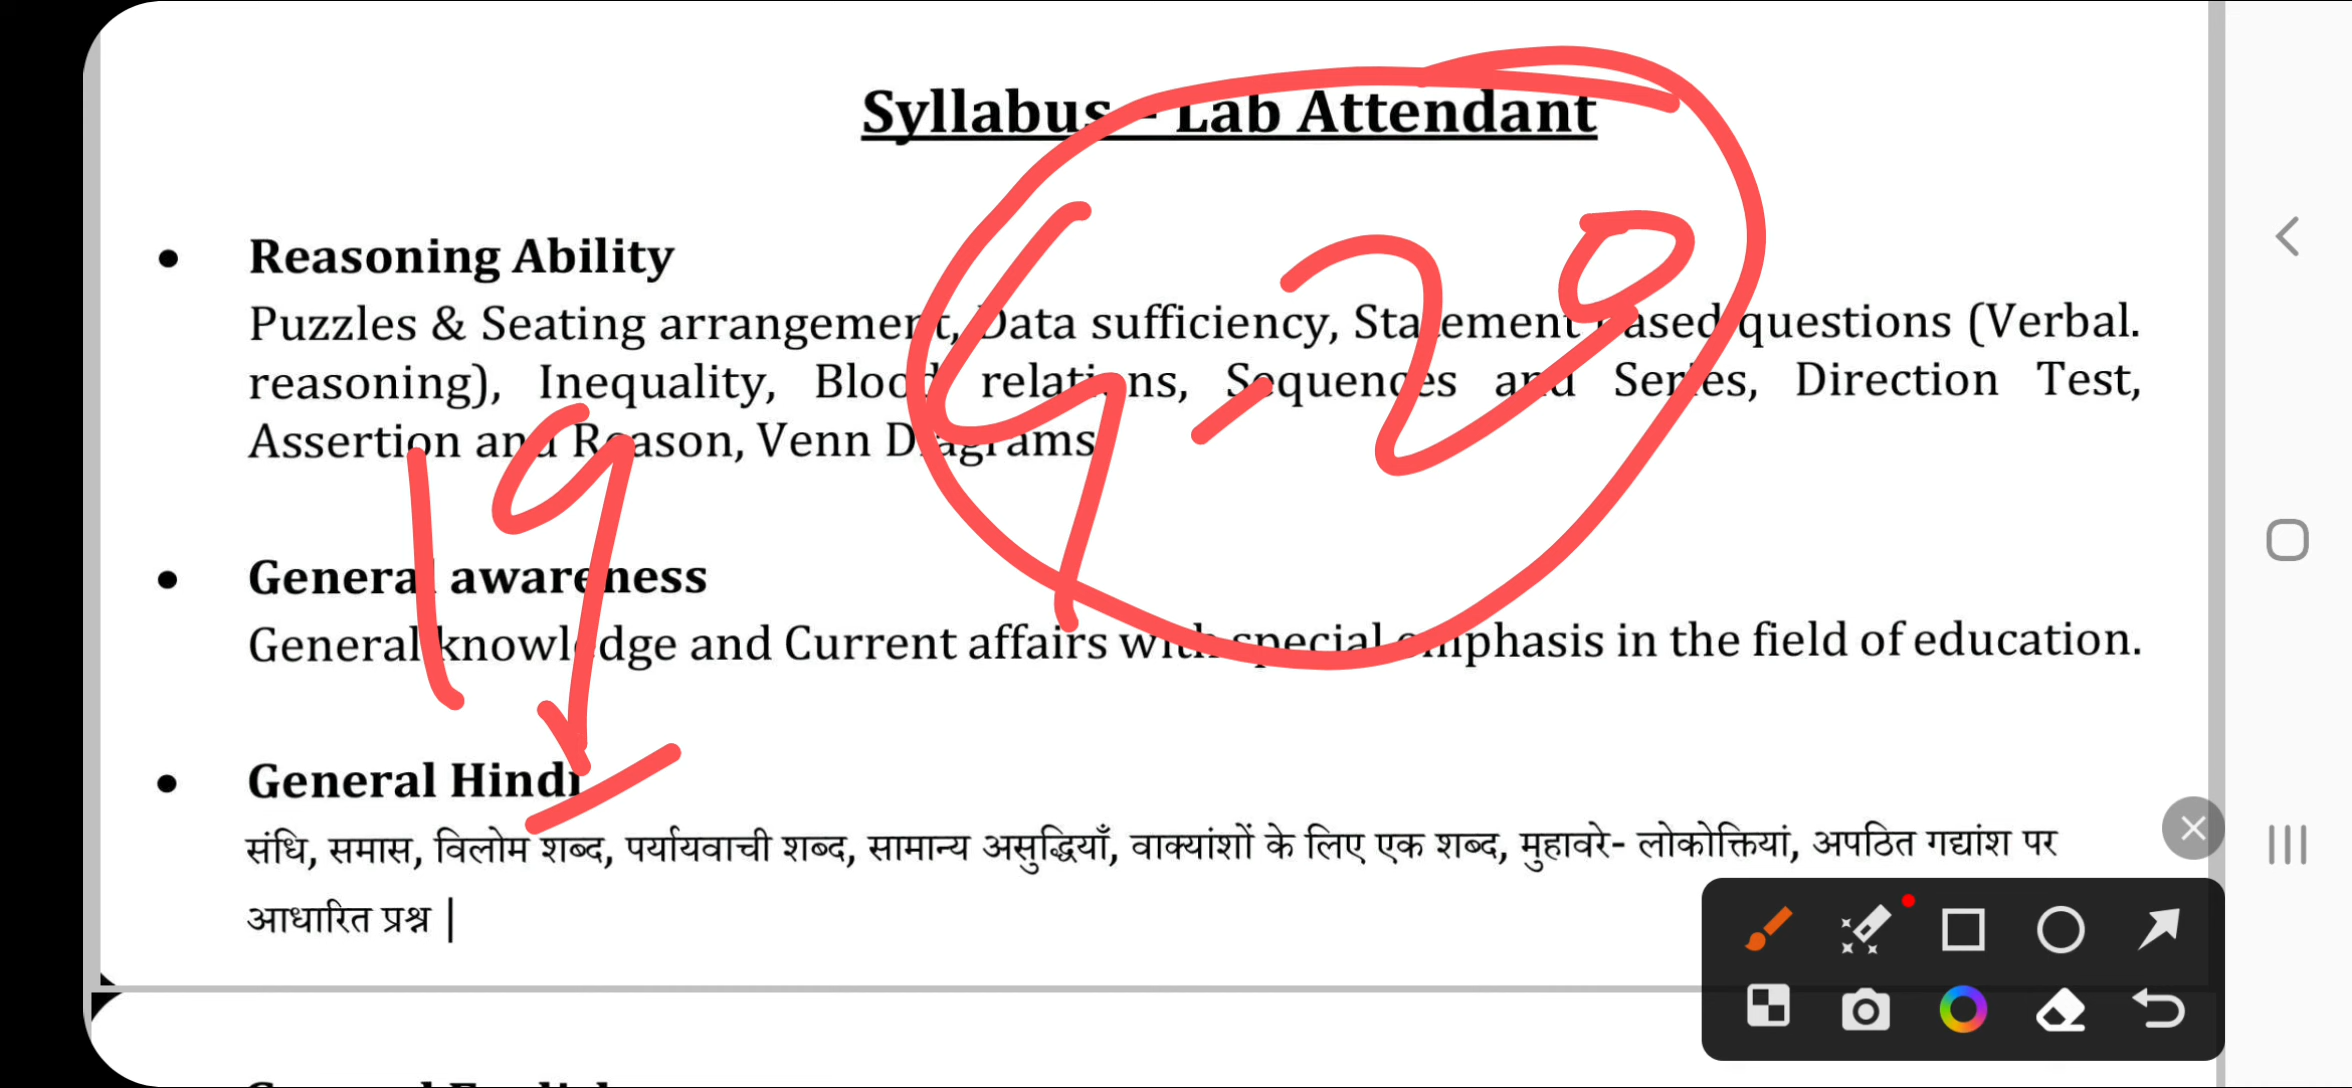 Syllabus - Lab Attendant
• Reasoning Ability
Puzzles & Seating arrangement, Data sufficiency, Statement based questions (Verbal.
reasoning), Inequality, Blood relations, Sequences and Series, Direction Test,
Assertion and Reason, Venn Diagrams
• General awareness
General knowledge and Current affairs with special emphasis in the field of education.
• General Hindi
संधि, समास, विलोम शब्द, पर्यायवाची शब्द, सामान्य असुद्धियाँ, वाक्यांशों के लिए एक शब्द, मुहावरे- लोकोक्तियां, अपठित गद्यांश पर
आधारित प्रश्न |
19